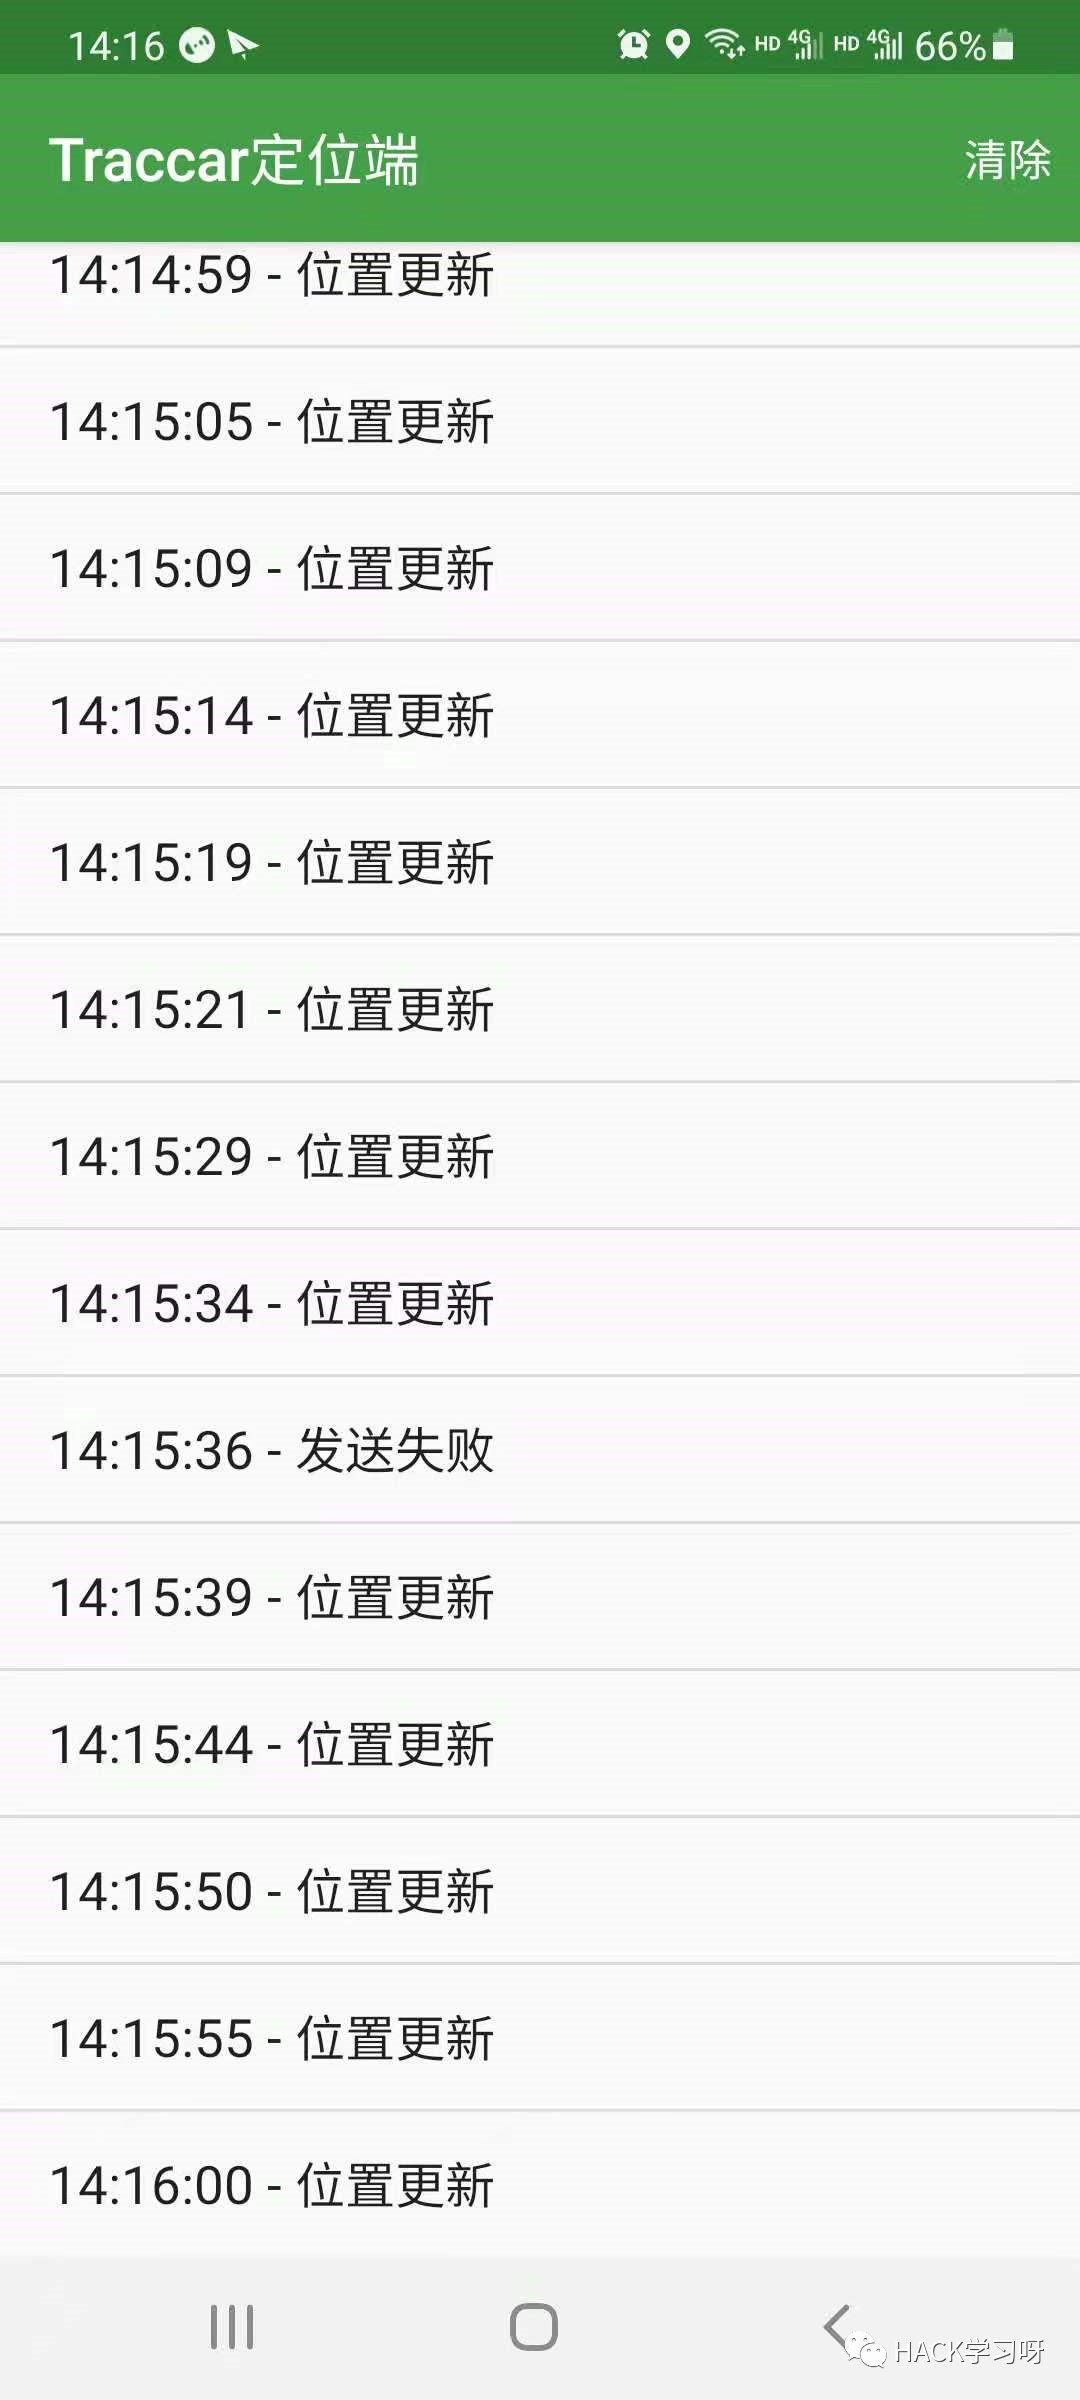 14:16 HD 4G HD 4G 66%
Traccar定位端 清除
14:14:59 - 位置更新
14:15:05 - 位置更新
14:15:09 - 位置更新
14:15:14 - 位置更新
14:15:19 - 位置更新
14:15:21 - 位置更新
14:15:29 - 位置更新
14:15:34 - 位置更新
14:15:36 - 发送失败
14:15:39 - 位置更新
14:15:44 - 位置更新
14:15:50 - 位置更新
14:15:55 - 位置更新
14:16:00 - 位置更新
HACK学习呀